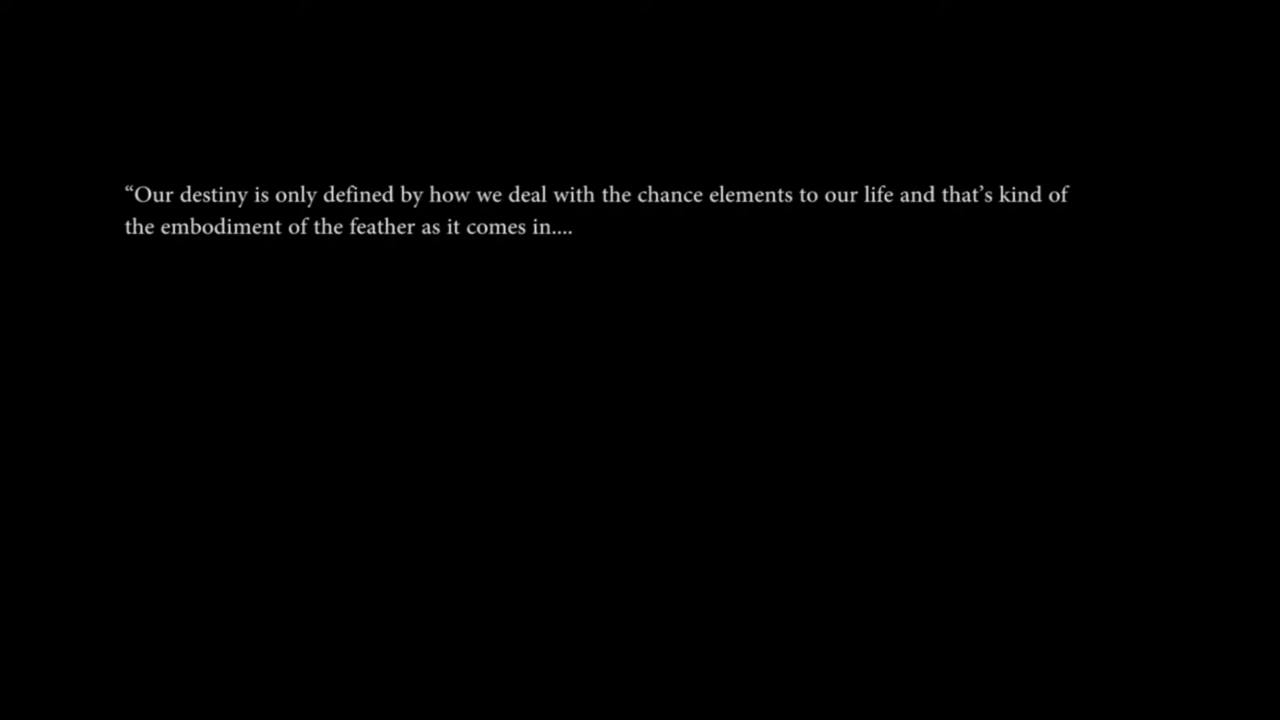 “Our destiny is only defined by how we deal with the chance elements to our life and that’s kind of
the embodiment of the feather as it comes in....